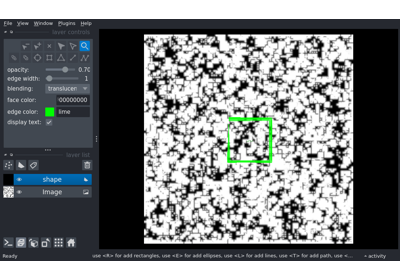 File View Window Plugins Help
layer controls
opacity: 0.70
edge width: 1
blending: translucen
face color: 00000000
edge color: lime
display text:
layer list
shape
Image
Ready use <R> for add rectangles, use <E> for add ellipses, use <L> for add lines, use <T> for add path, use <... activity